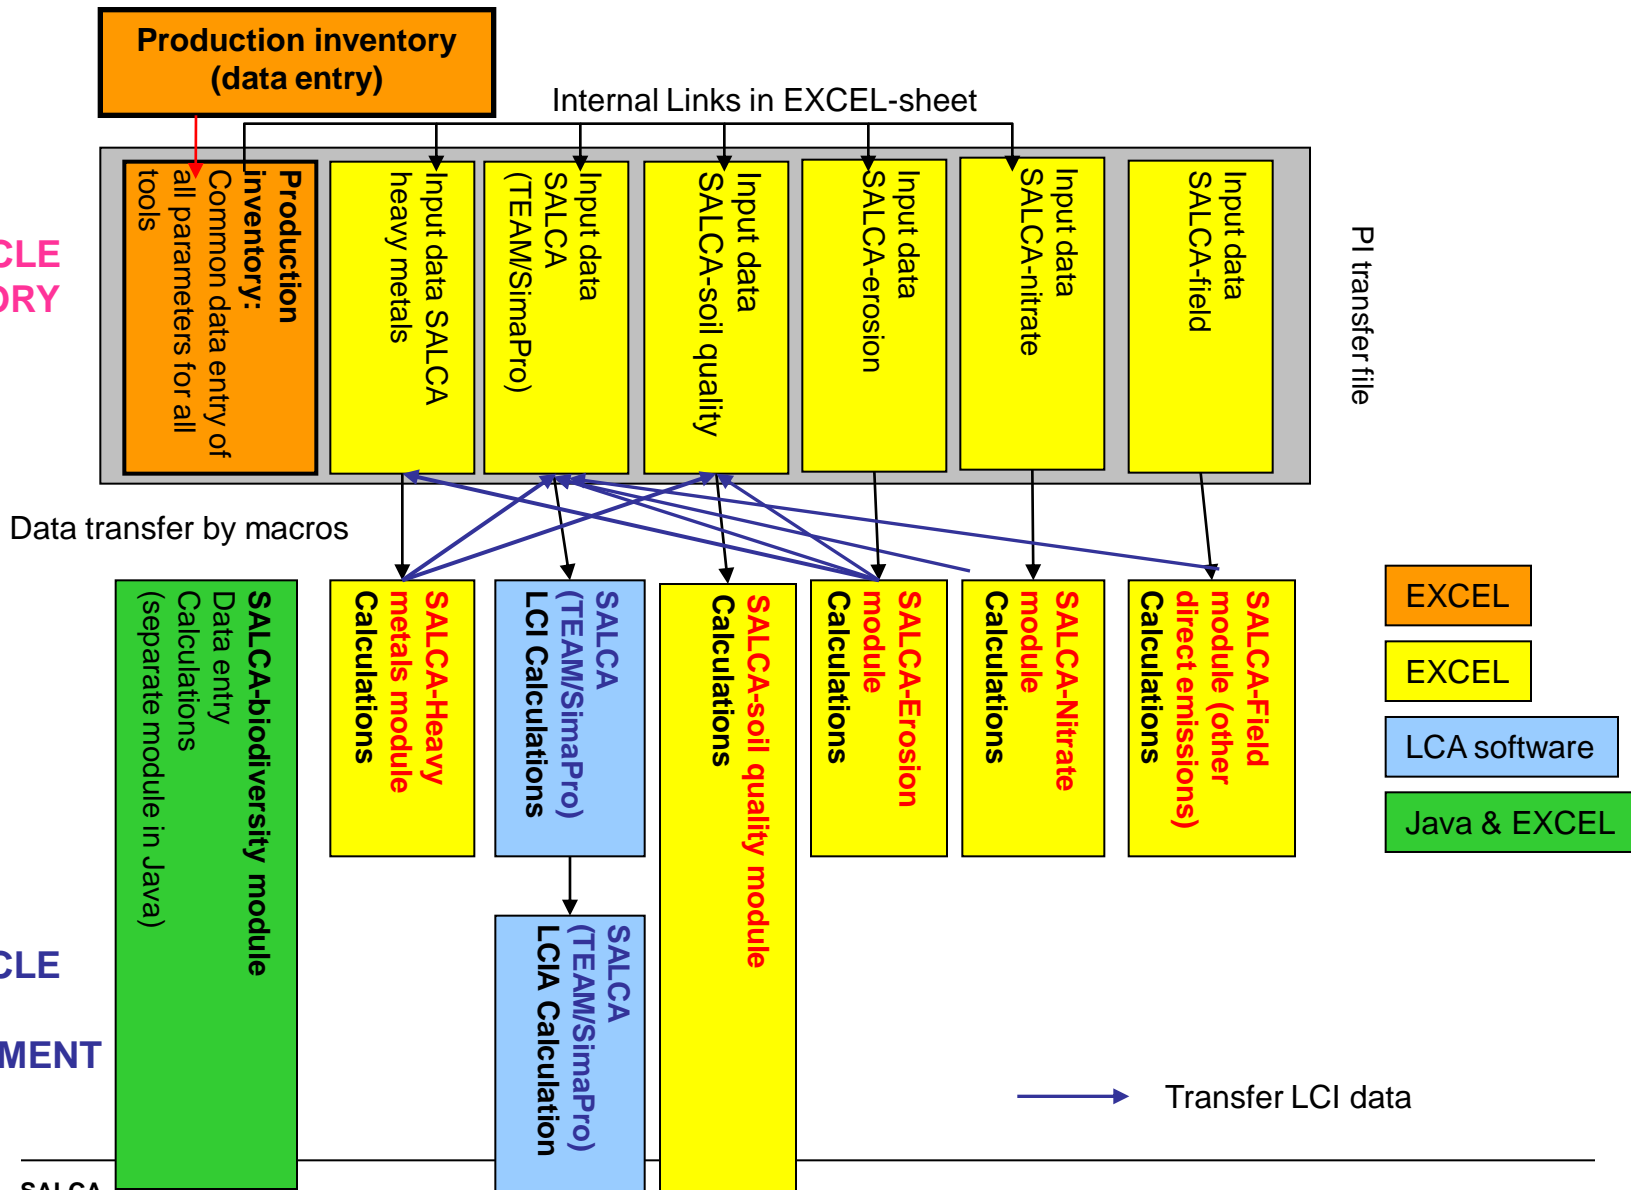 Production inventory
(data entry)
Internal Links in EXCEL-sheet
Production
inventory:
Common data entry of
all parameters for all
tools
Input data SALCA
heavy metals
Input data
SALCA
(TEAM/SimaPro)
Input data
SALCA-soil quality
Input data
SALCA-erosion
Input data
SALCA-nitrate
Input data
SALCA-field
PI transfer file
CLE
ORY
Data transfer by macros
SALCA-biodiversity module
Data entry
Calculations
(separate module in Java)
SALCA-Heavy
metals module
Calculations
SALCA
(TEAM/SimaPro)
LCI Calculations
SALCA-soil quality module
Calculations
SALCA-Erosion
module
Calculations
SALCA-Nitrate
module
Calculations
SALCA-Field
module (other
direct emissions)
Calculations
EXCEL
EXCEL
LCA software
Java & EXCEL
SALCA
(TEAM/SimaPro)
LCIA Calculation
CLE
MENT
Transfer LCI data
SALCA